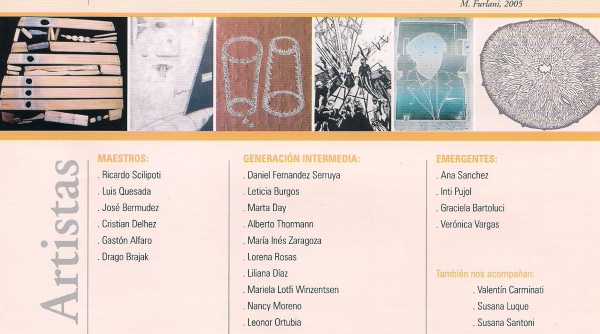 M. Furlani, 2005
Artistas
MAESTROS:
. Ricardo Scilipoti
. Luis Quesada
. José Bermudez
. Cristian Delhez
. Gastón Alfaro
. Drago Brajak
GENERACIÓN INTERMEDIA:
. Daniel Fernandez Serruya
. Leticia Burgos
. Marta Day
. Alberto Thormann
. María Inés Zaragoza
. Lorena Rosas
. Liliana Díaz
. Mariela Lotfi Winzentsen
. Nancy Moreno
. Leonor Ortubia
EMERGENTES:
. Ana Sanchez
. Inti Pujol
. Graciela Bartoluci
. Verónica Vargas
También nos acompañan:
. Valentín Carminati
. Susana Luque
. Susana Santoni